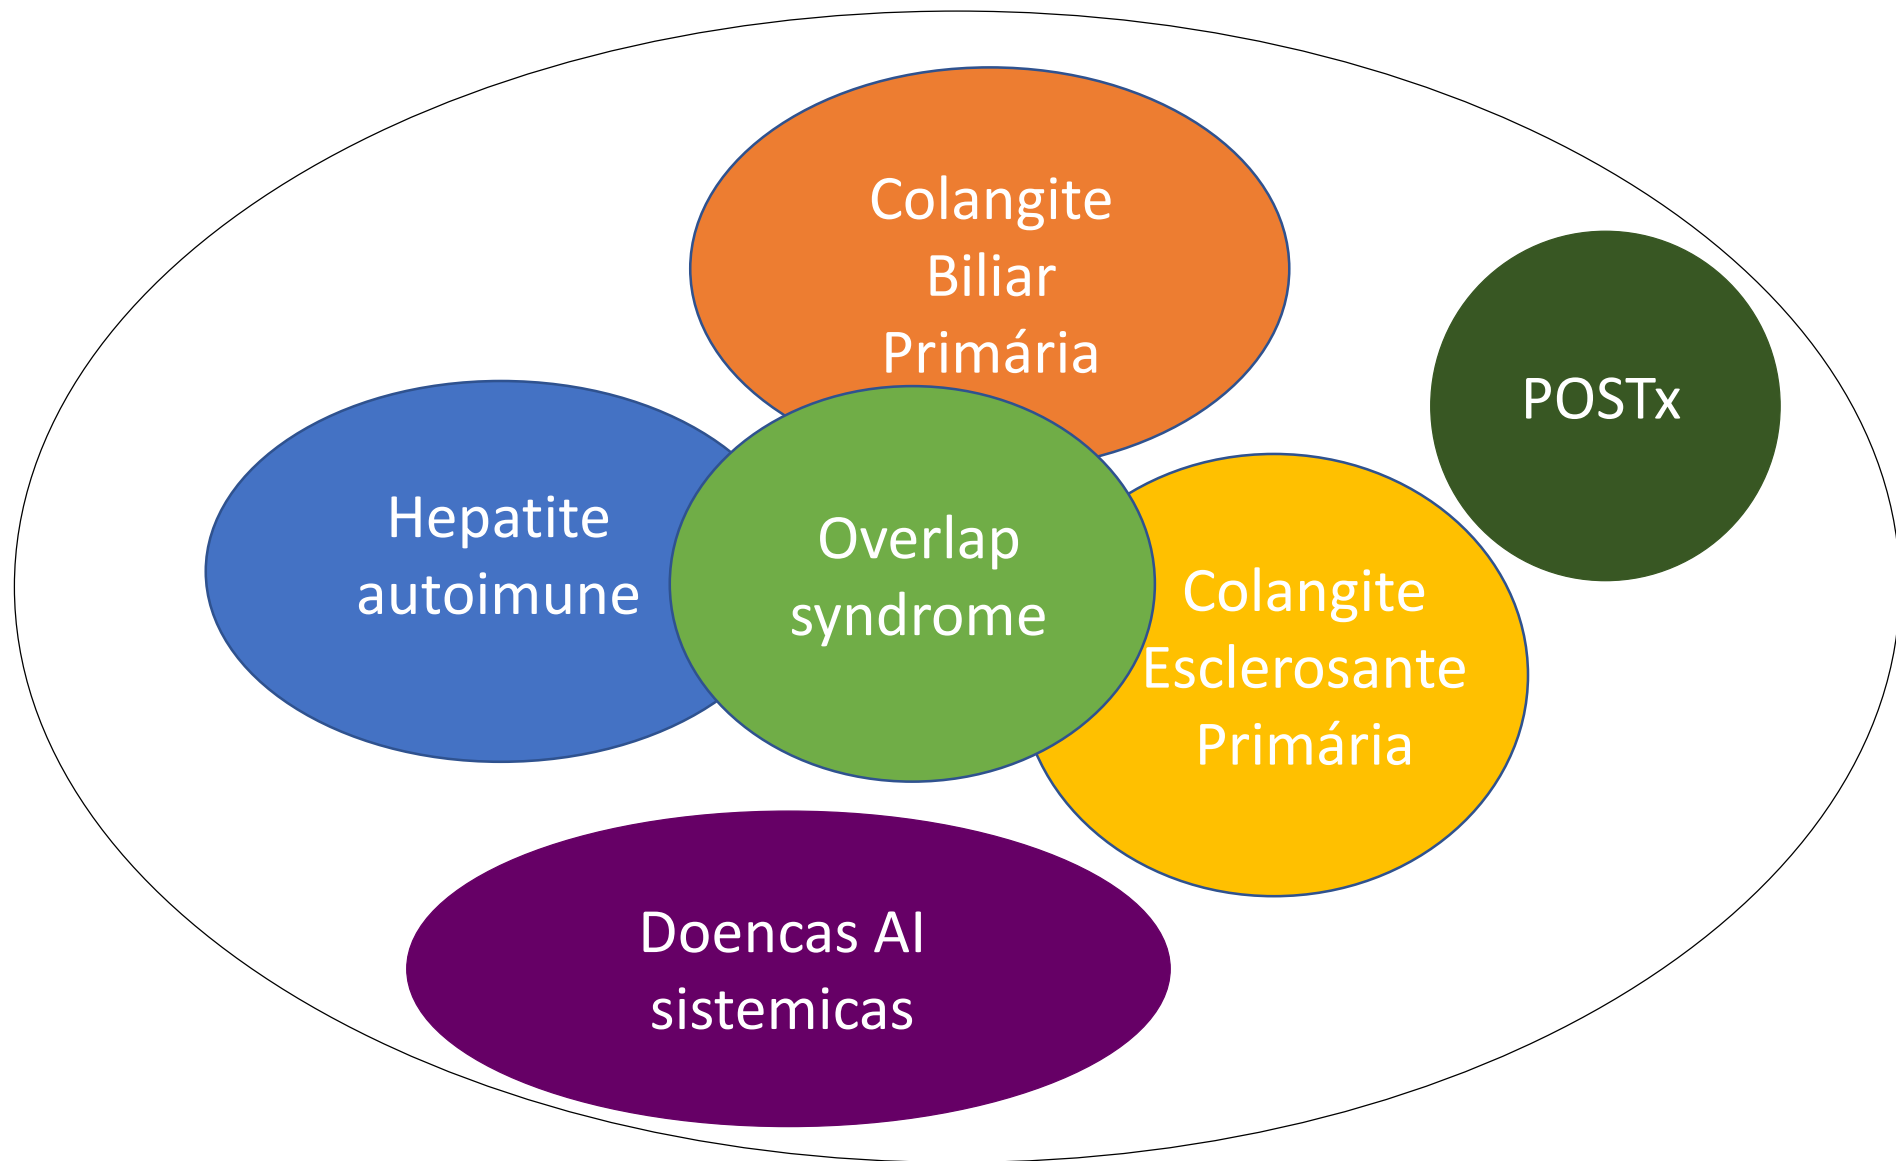 Colangite
Biliar
Primária
POSTx
Hepatite
autoimune
Overlap
syndrome
Colangite
Esclerosante
Primária
Doencas AI
sistemicas